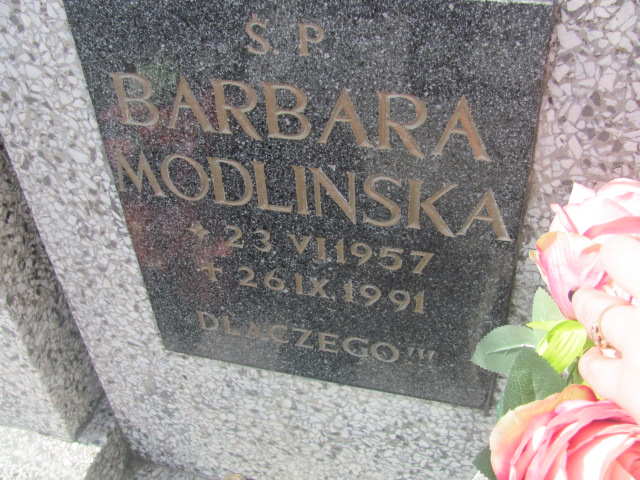 Ś P
BARBARA
MODLINSKA
* 23 VI 1957
+ 26.IX.1991
DLACZEGO!!!